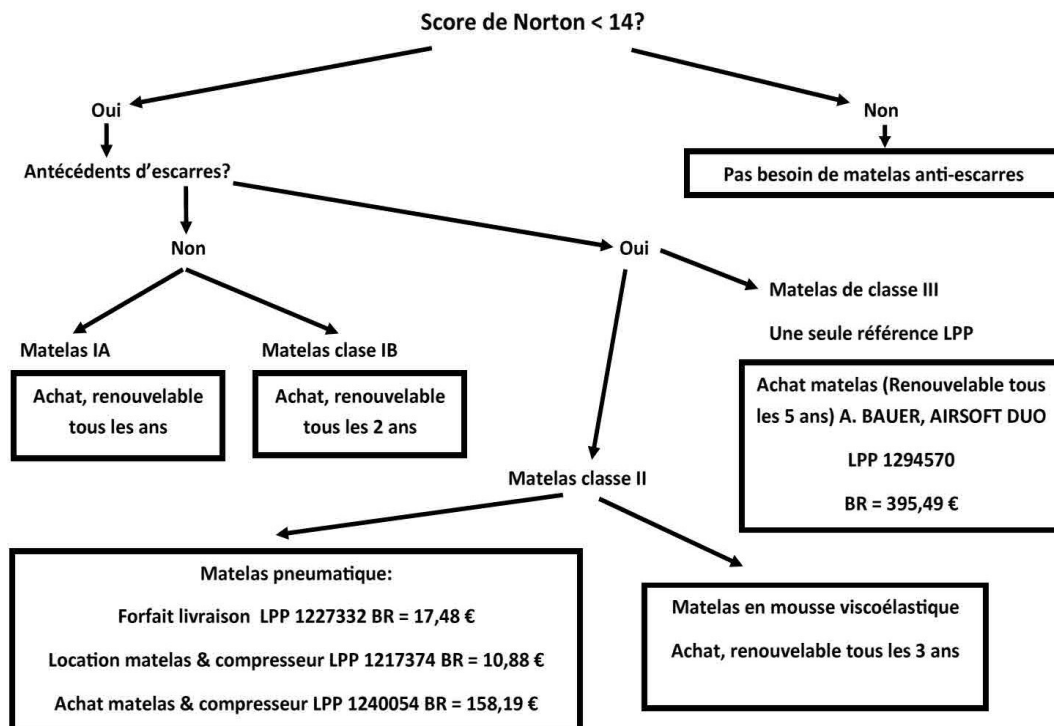 Score de Norton < 14?
Oui
Non
Antécédents d'escarres?
Pas besoin de matelas anti-escarres
Non
Oui
Matelas de classe III
Une seule référence LPP
Matelas IA
Matelas clase IB
Achat, renouvelable
tous les ans
Achat, renouvelable
tous les 2 ans
Achat matelas (Renouvelable tous
les 5 ans) A. BAUER, AIRSOFT DUO
LPP 1294570
BR = 395,49 €
Matelas classe II
Matelas pneumatique:
Forfait livraison LPP 1227332 BR = 17,48 €
Location matelas & compresseur LPP 1217374 BR = 10,88 €
Achat matelas & compresseur LPP 1240054 BR = 158,19 €
Matelas en mousse viscoélastique
Achat, renouvelable tous les 3 ans